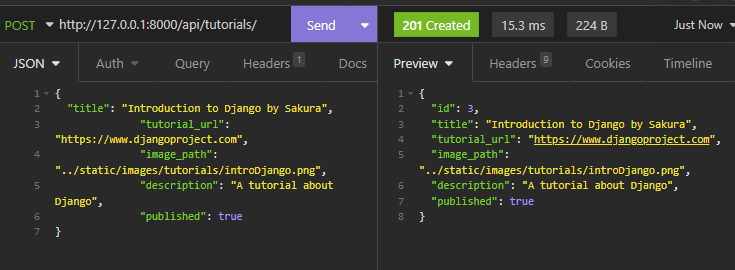 POST http://127.0.0.1:8000/api/tutorials/ Send 201 Created 15.3 ms 224 B Just Now
JSON Auth Query Headers 1 Docs Preview Headers 9 Cookies Timeline
1 {
2 "title": "Introduction to Django by Sakura",
3 "tutorial_url":
"https://www.djangoproject.com",
4 "image_path":
"../static/images/tutorials/introDjango.png",
5 "description": "A tutorial about
Django",
6 "published": true
7 }
1 {
2 "id": 3,
3 "title": "Introduction to Django by Sakura",
4 "tutorial_url": "https://www.djangoproject.com",
5 "image_path":
"../static/images/tutorials/introDjango.png",
6 "description": "A tutorial about Django",
7 "published": true
8 }